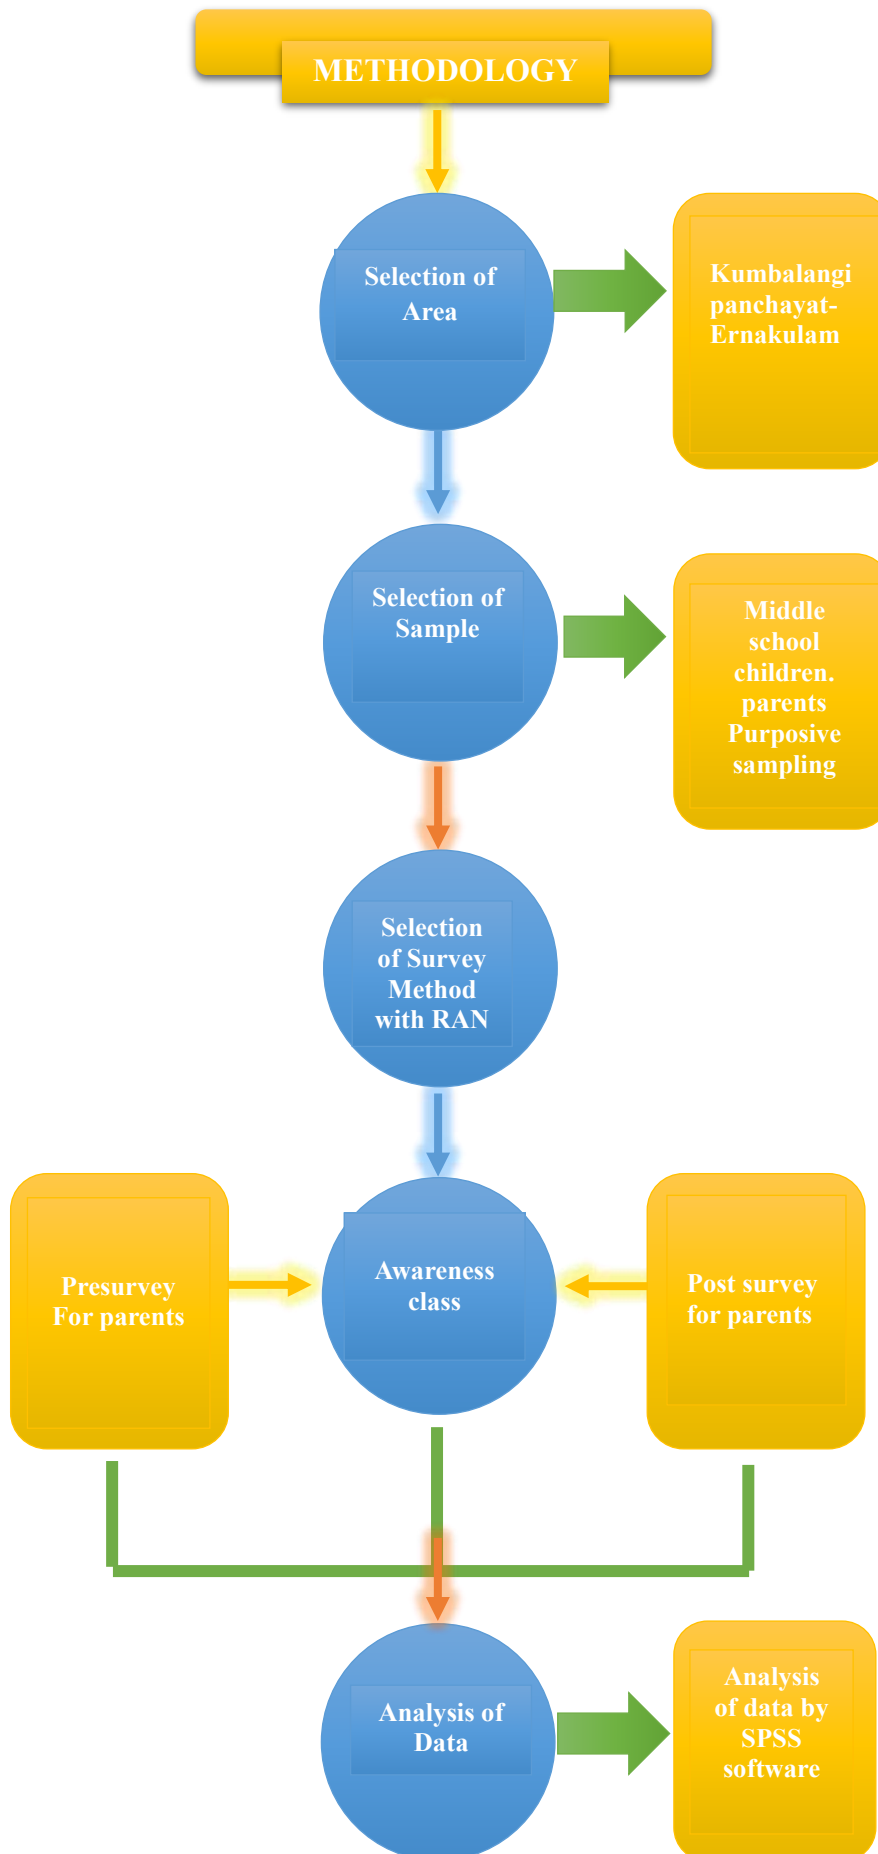 METHODOLOGY
Selection of
Area
Kumbalangi
panchayat-
Ernakulam
Selection of
Sample
Middle
school
children.
parents
Purposive
sampling
Selection
of Survey
Method
with RAN
Presurvey
For parents
Awareness
class
Post survey
for parents
Analysis of
Data
Analysis
of data by
SPSS
software